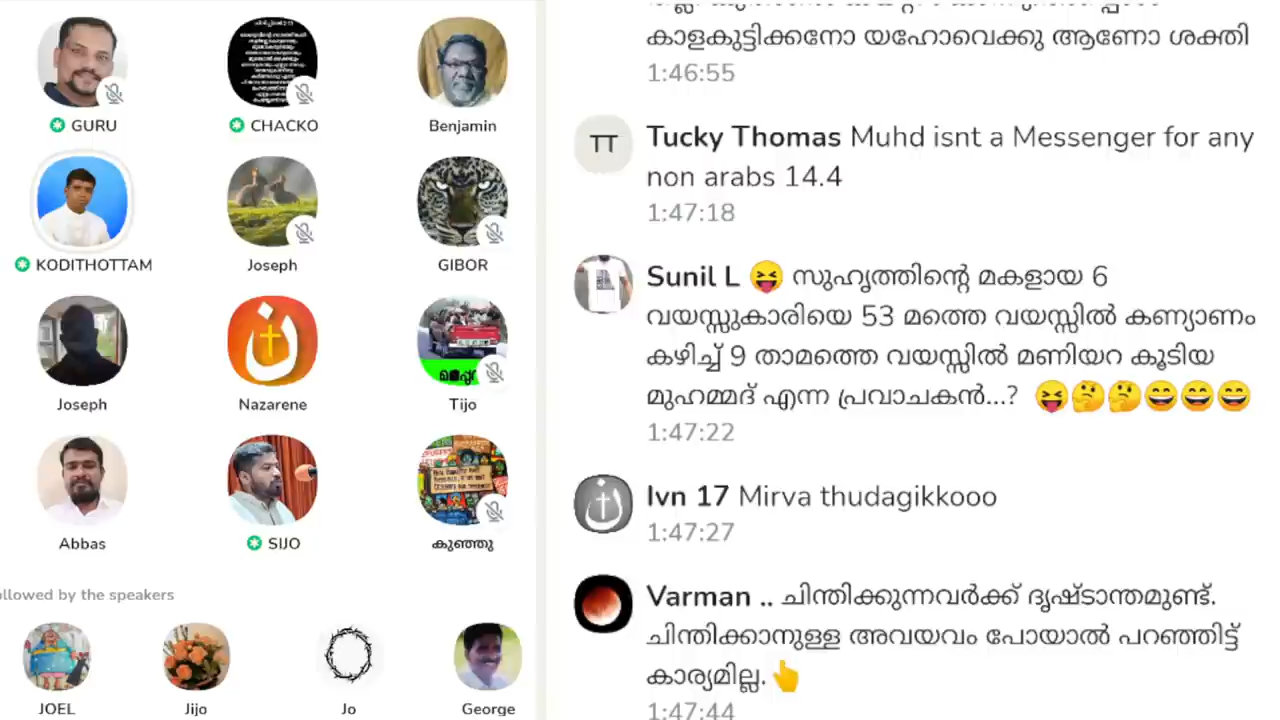 GURU
CHACKO
Benjamin
KODITHOTTAM
Joseph
GIBOR
Joseph
Nazarene
Tijo
Abbas
SIJO
കുഞ്ഞു
ollowed by the speakers
JOEL
Jijo
Jo
George
കാളകുട്ടിക്കനോ യഹോവെക്കു ആണോ ശക്തി
1:46:55
TT
Tucky Thomas Muhd isnt a Messenger for any
non arabs 14.4
1:47:18
Sunil L 😝 സുഹൃത്തിന്റെ മകളായ 6
വയസ്സുകാരിയെ 53 മത്തെ വയസ്സിൽ കണ്യാണം
കഴിച്ച് 9 താമത്തെ വയസ്സിൽ മണിയറ കൂടിയ
മുഹമ്മദ് എന്ന പ്രവാചകൻ...? 😝🤔🤔😄😄😄
1:47:22
Ivn 17 Mirva thudagikkooo
1:47:27
Varman .. ചിന്തിക്കുന്നവർക്ക് ദൃഷ്ടാന്തമുണ്ട്.
ചിന്തിക്കാനുള്ള അവയവം പോയാൽ പറഞ്ഞിട്ട്
കാര്യമില്ല.👆
1:47:44